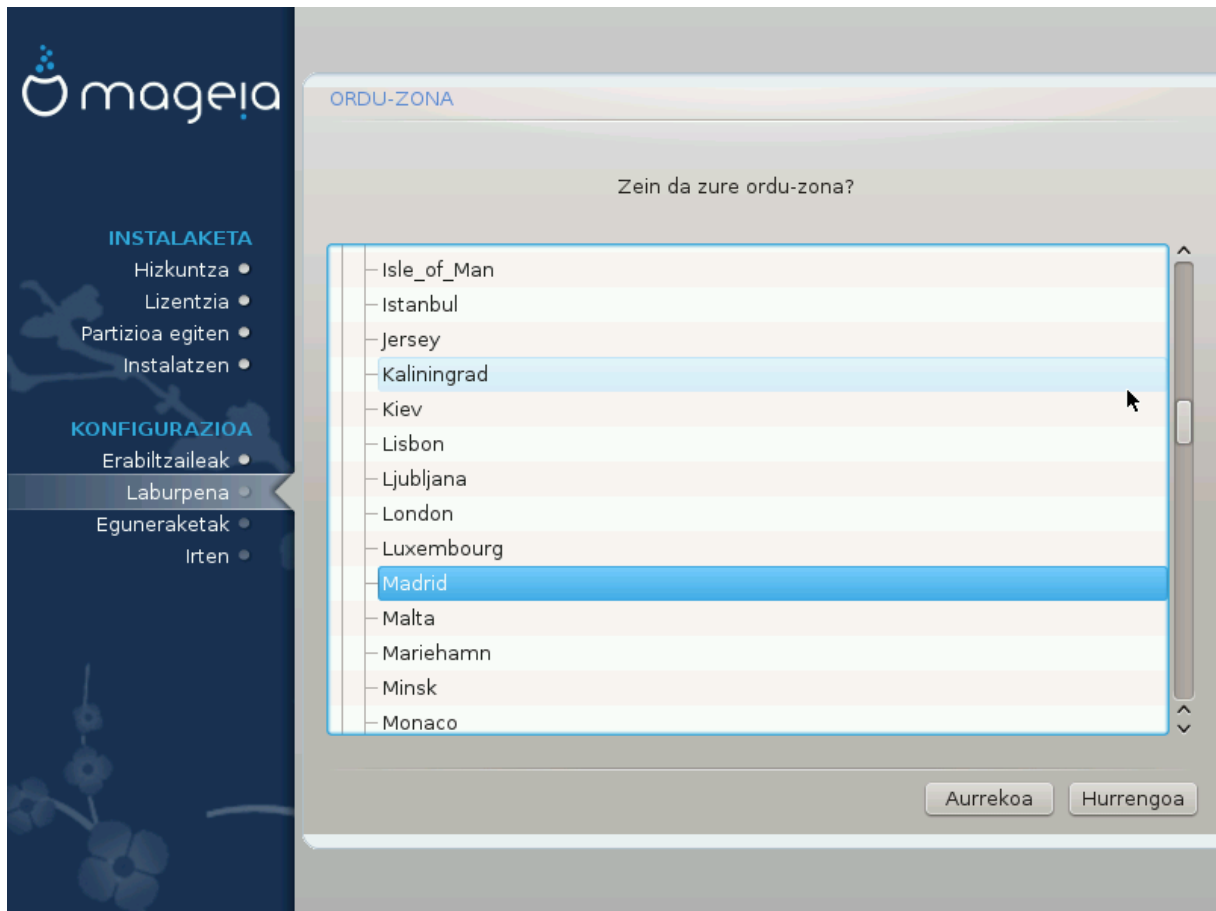 mageia
INSTALAKETA
Hizkuntza
Lizentzia
Partizioa egiten
Instalatzen
KONFIGURAZIOA
Erabiltzaileak
Laburpena
Eguneraketak
Irten
ORDU-ZONA
Zein da zure ordu-zona?
Isle_of_Man
Istanbul
Jersey
Kaliningrad
Kiev
Lisbon
Ljubljana
London
Luxembourg
Madrid
Malta
Mariehamn
Minsk
Monaco
Aurrekoa
Hurrengoa